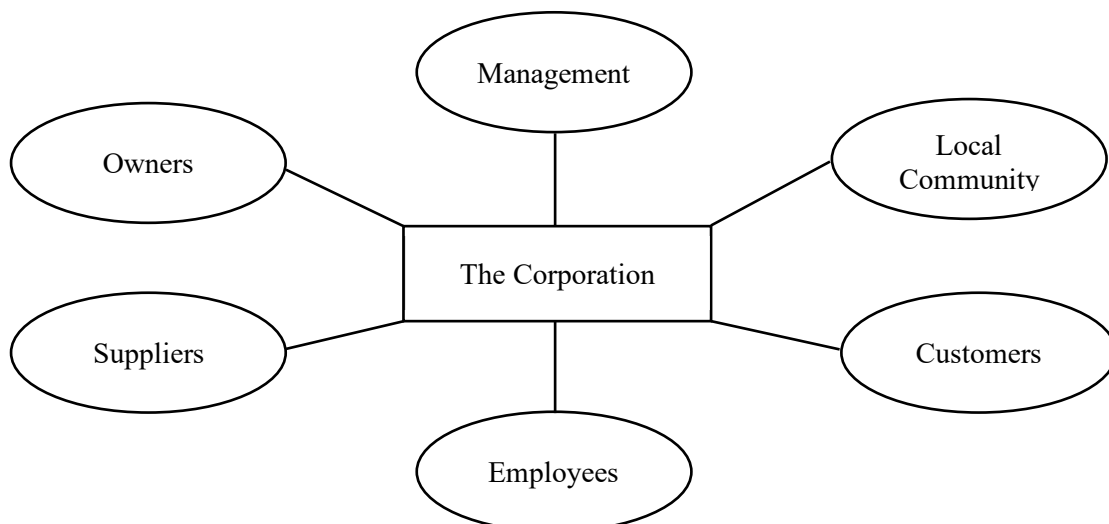 Management
Owners
Local
Community
The Corporation
Suppliers
Customers
Employees